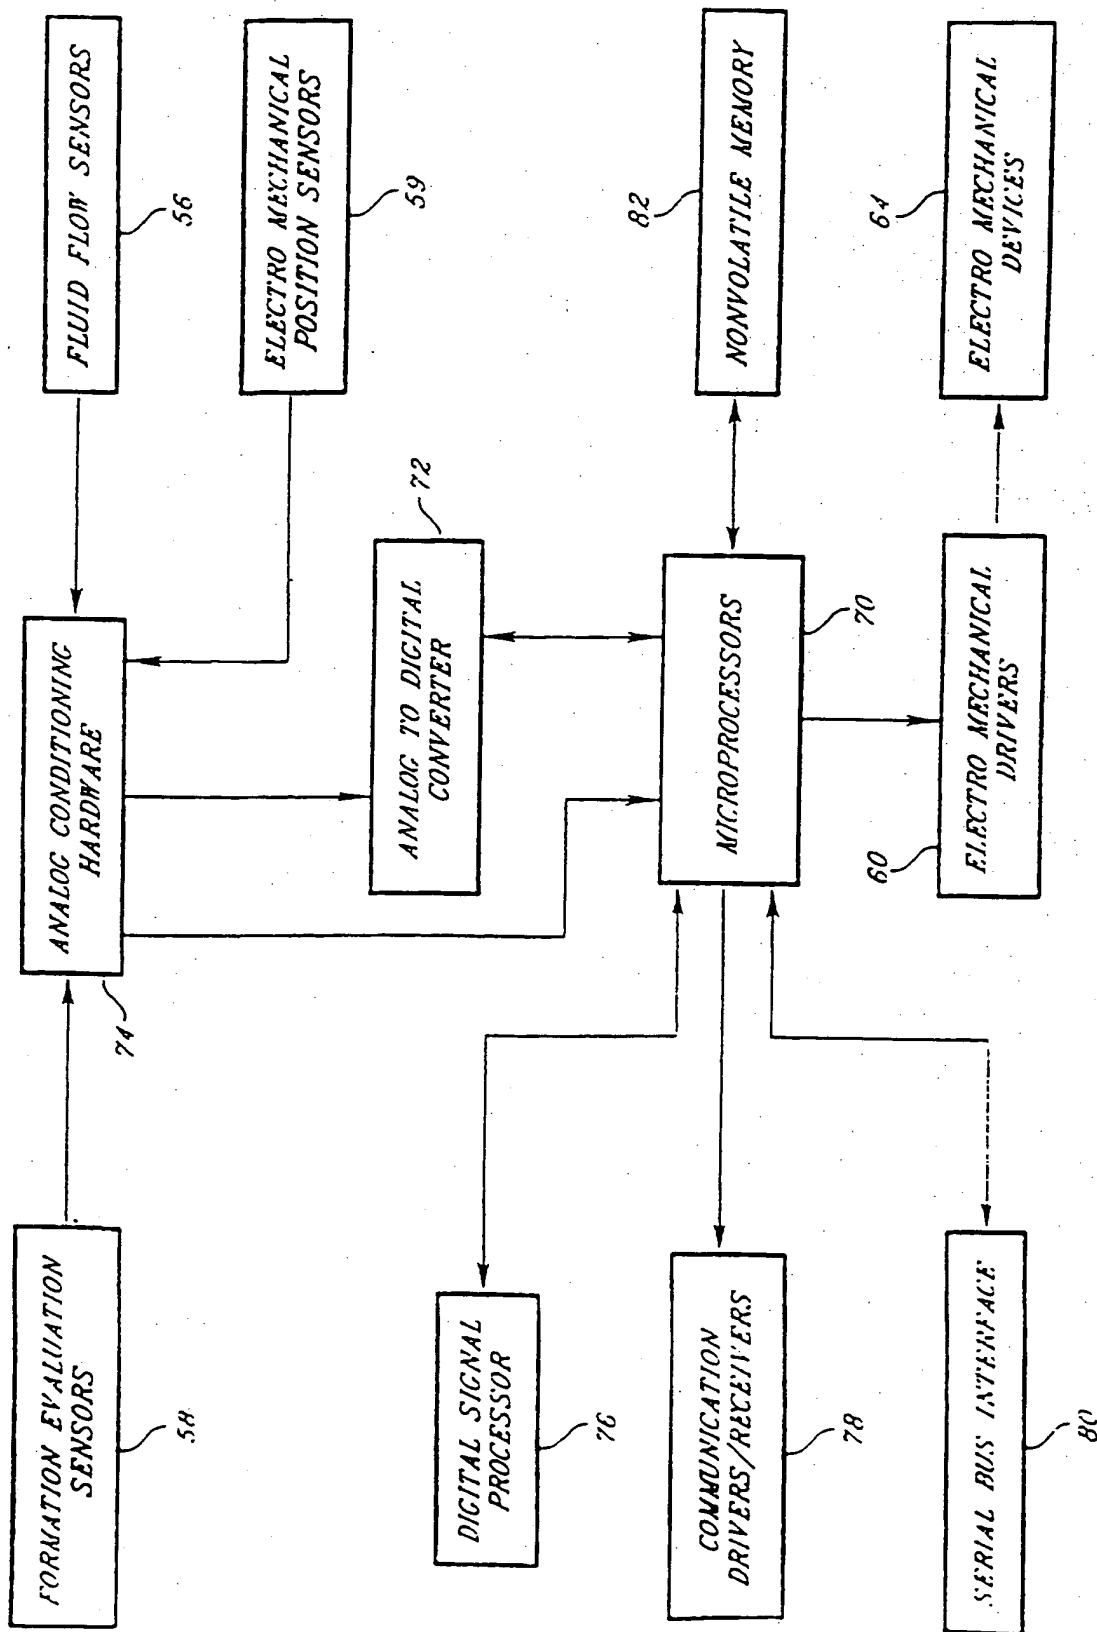 FORMATION EVALUATION
SENSORS
58
ANALOG CONDITIONING
HARDWARE
74
FLUID FLOW SENSORS
56
ELECTRO MECHANICAL
POSITION SENSORS
59
ANALOG TO DIGITAL
CONVERTER
72
DIGITAL SIGNAL
PROCESSOR
76
COMMUNICATION
DRIVERS/RECEIVERS
78
MICROPROCESSORS
70
NONVOLATILE MEMORY
82
SERIAL BUS INTERFACE
80
ELECTRO MECHANICAL
DRIVERS
60
ELECTRO MECHANICAL
DEVICES
64